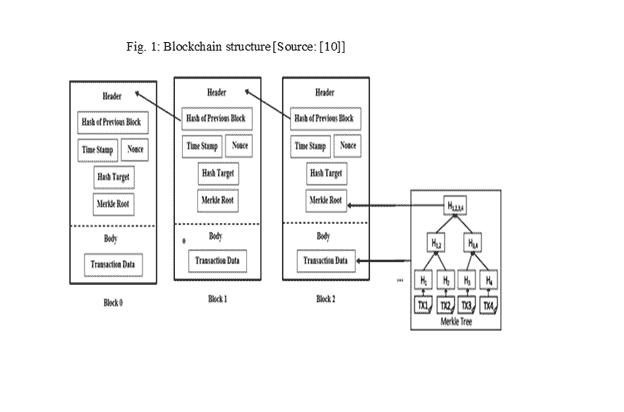 Fig. 1: Blockchain structure[Source: [10]]
Header
Hash of Previous Block
Time Stamp
Nonce
Hash Target
Merkle Root
Body
Transaction Data
Block 0
Header
Hash of Previous Block
Time Stamp
Nonce
Hash Target
Merkle Root
Body
Transaction Data
Block 1
Header
Hash of Previous Block
Time Stamp
Nonce
Hash Target
Merkle Root
Body
Transaction Data
Block 2
...
H1,2,3,4
H1,2
H3,4
H1
H2
H3
H4
TX1
TX2
TX3
TX4
Merkle Tree